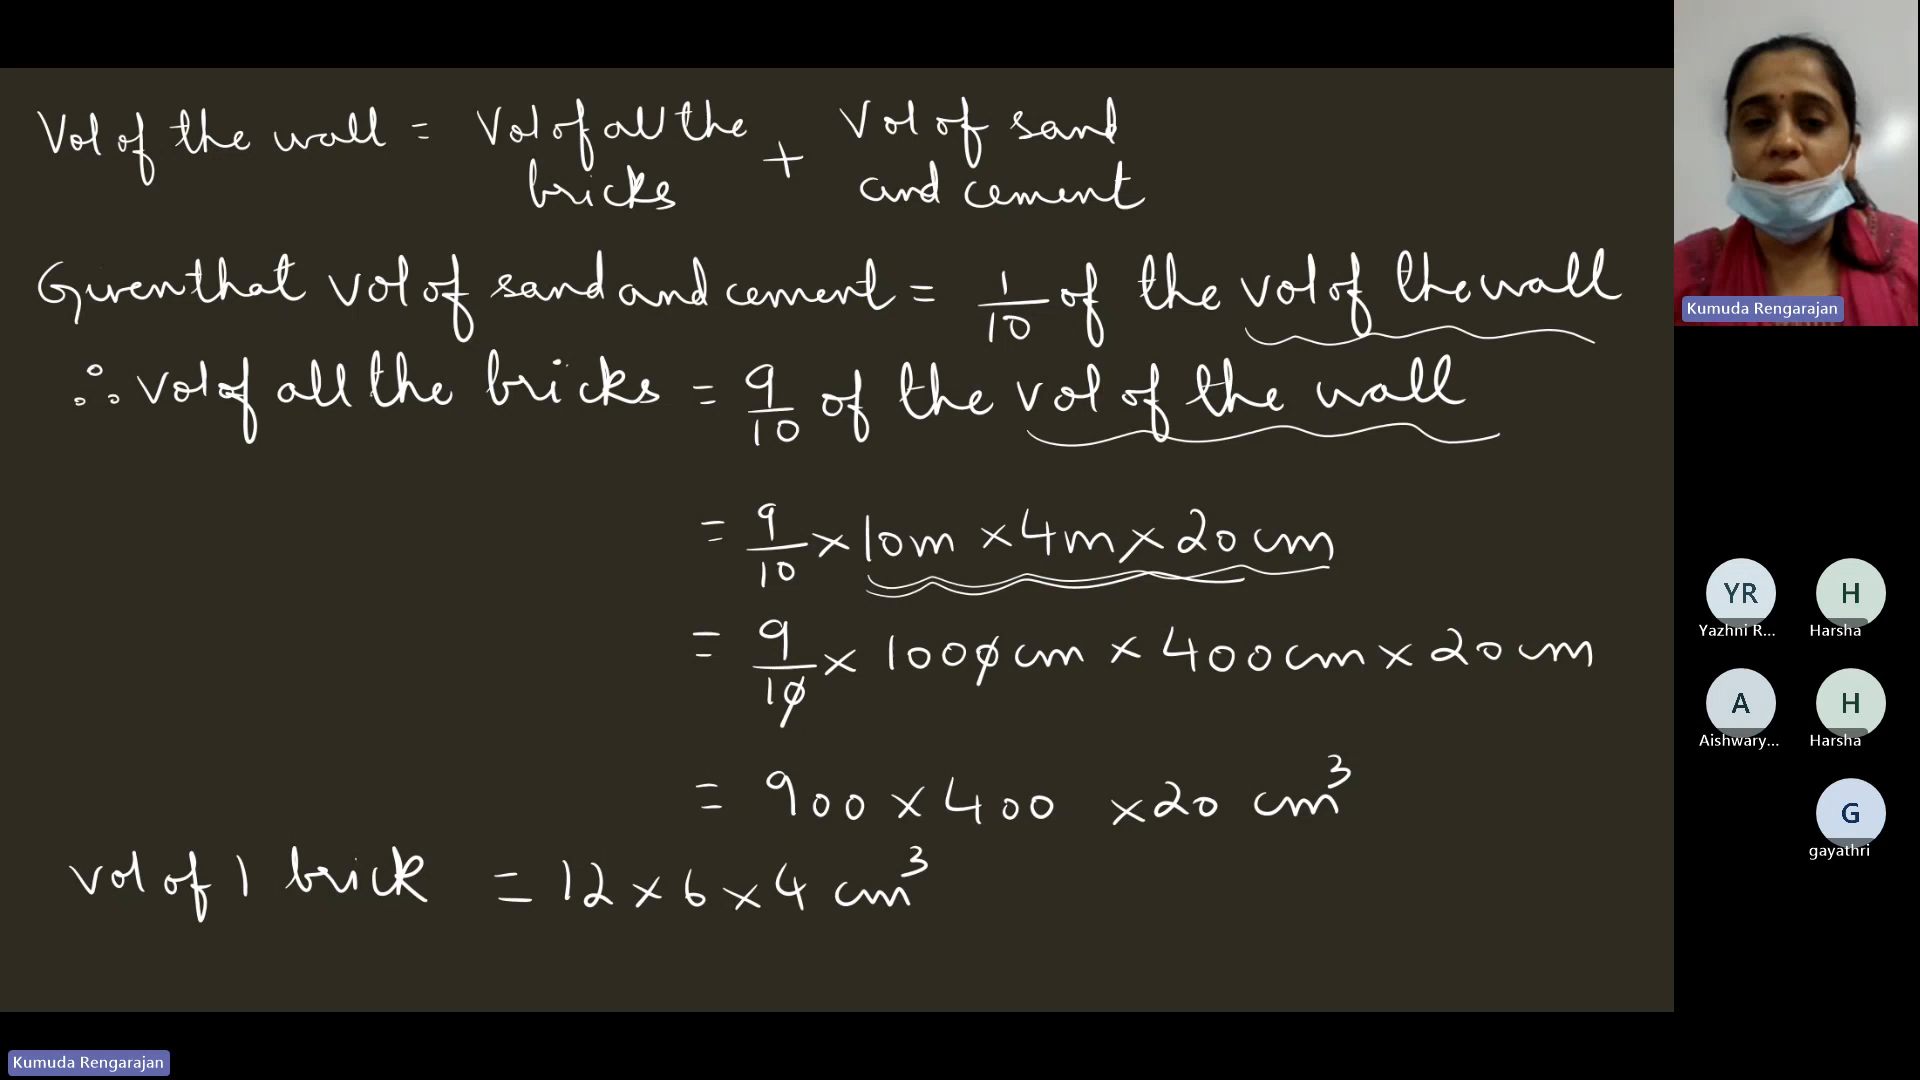 Vol of the wall = Vol of all the bricks + Vol of sand and cement
Given that vol of sand and cement = 1/10 of the vol of the wall
∴ vol of all the bricks = 9/10 of the vol of the wall
= 9/10 × 10m × 4m × 20 cm
= 9/10 × 1000 cm × 400 cm × 20 cm
= 900 × 400 × 20 cm³
vol of 1 brick = 12 × 6 × 4 cm³
Kumuda Rengarajan
YR
Yazhni R...
H
Harsha
A
Aishwary...
H
Harsha
G
gayathri
Kumuda Rengarajan